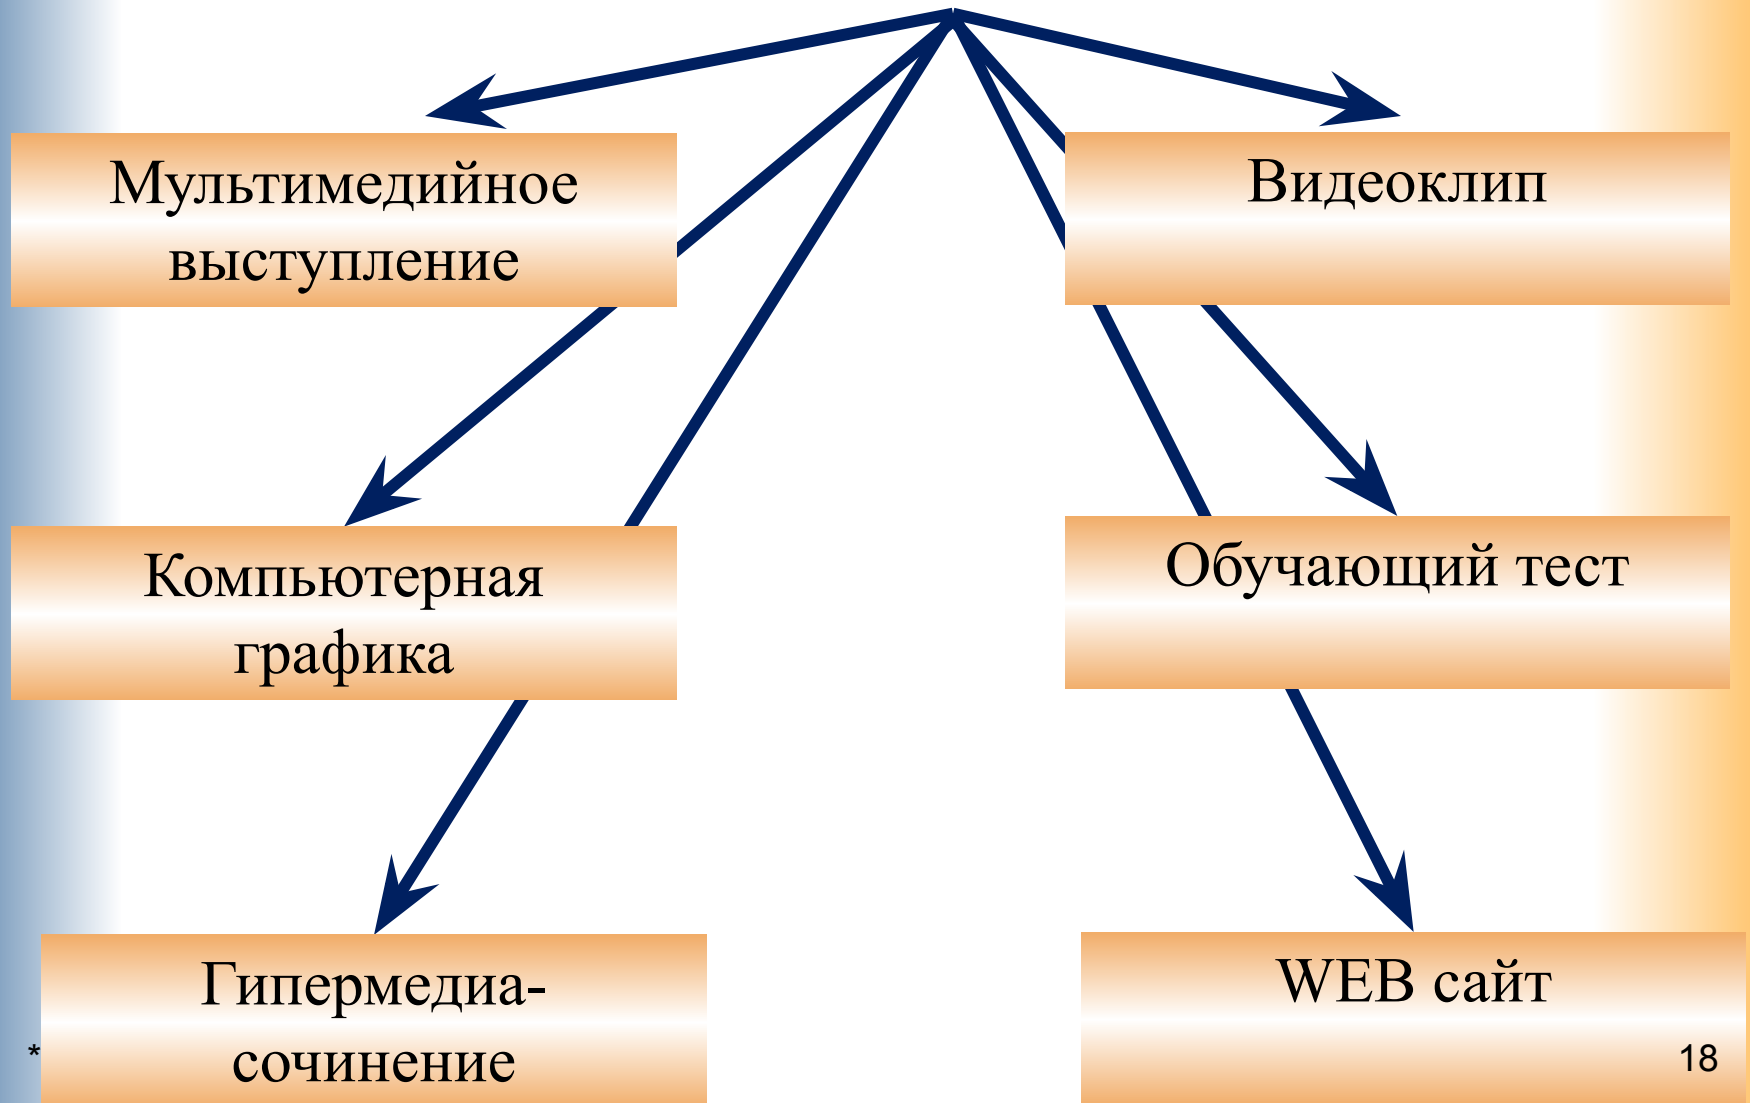 Мультимедийное
выступление
Видеоклип
Компьютерная
графика
Обучающий тест
Гипермедиа-
сочинение
WEB сайт
*
18